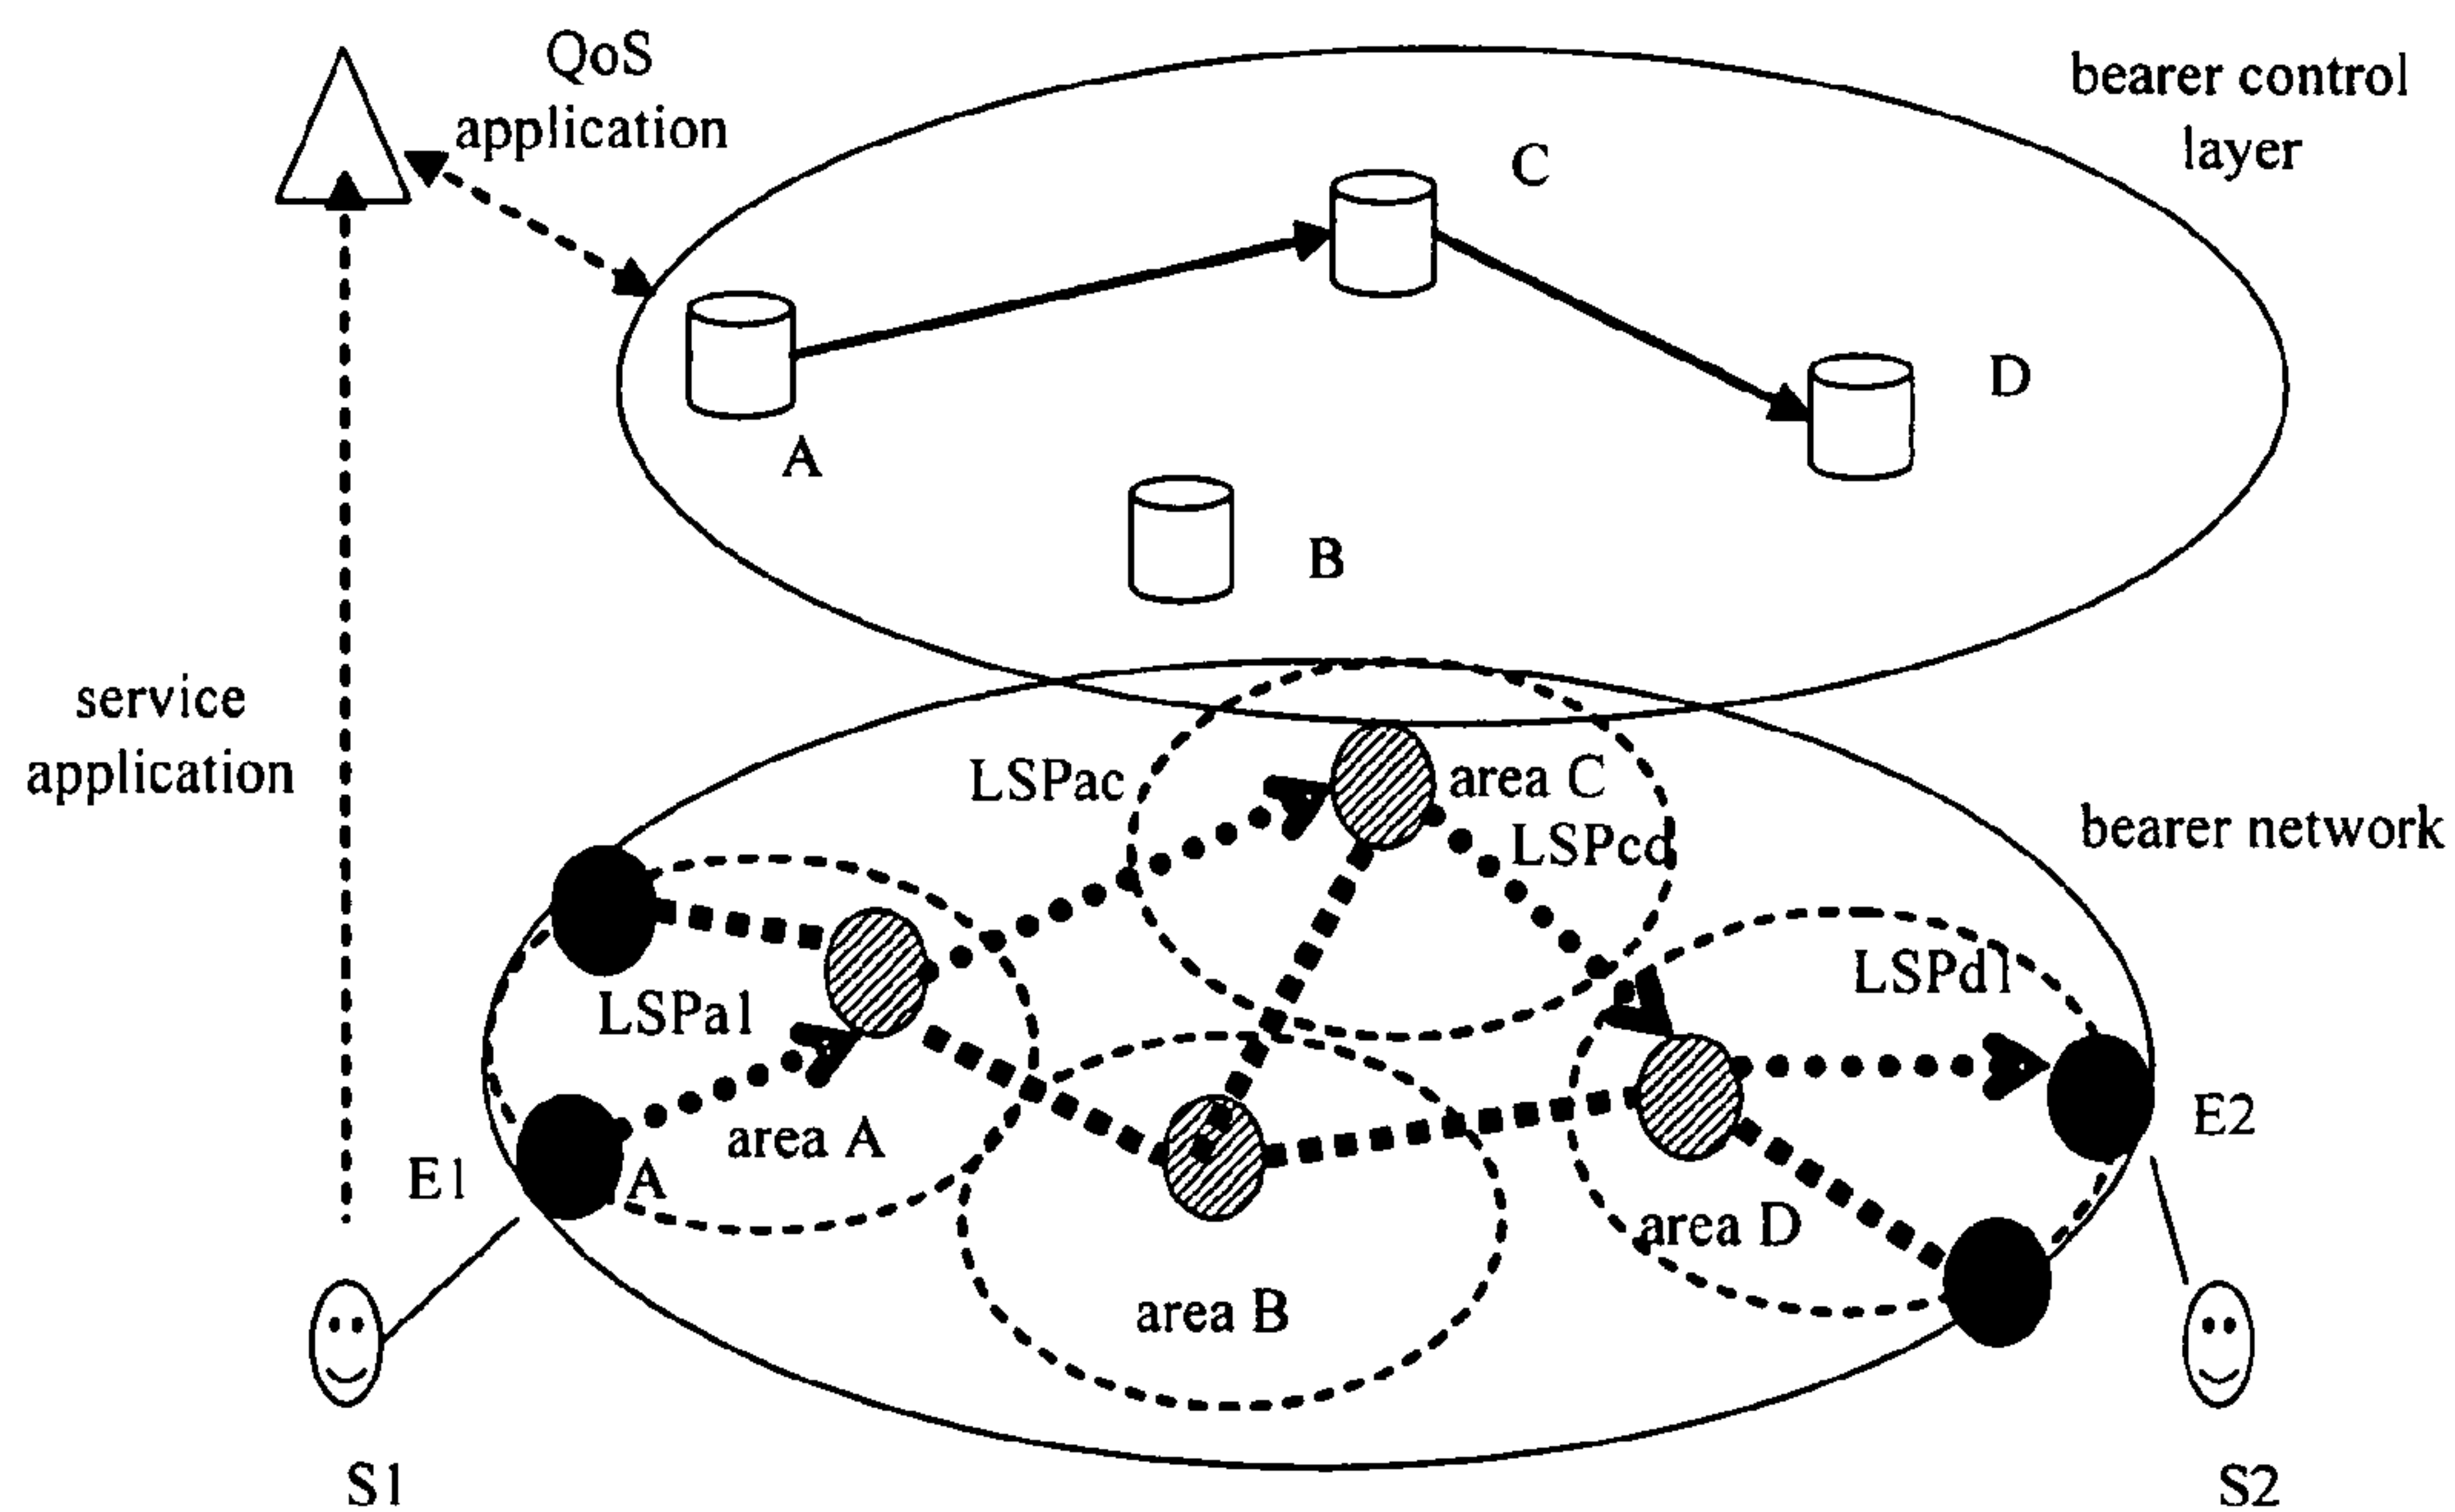 QoS
application
bearer control
layer
C
A
D
B
service
application
LSPac
area C
LSPcd
bearer network
LSPa1
LSPd1
area A
E1
A
E2
area D
area B
S1
S2